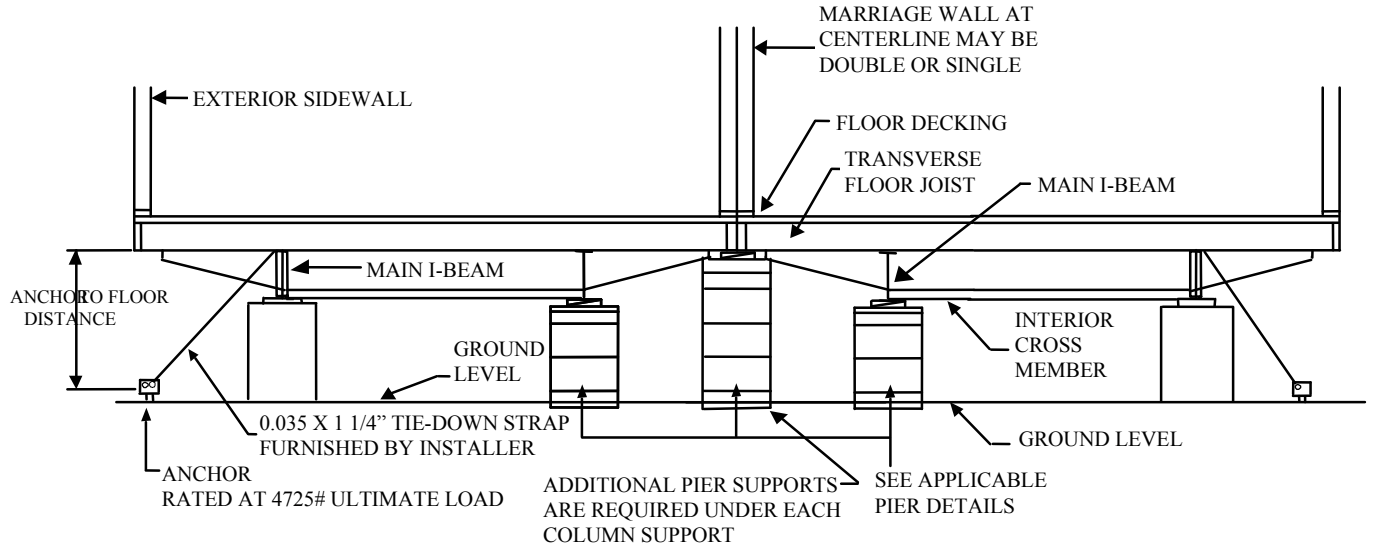 MARRIAGE WALL AT
CENTERLINE MAY BE
DOUBLE OR SINGLE
EXTERIOR SIDEWALL
FLOOR DECKING
TRANSVERSE
FLOOR JOIST
MAIN I-BEAM
MAIN I-BEAM
ANCHOR TO FLOOR
DISTANCE
INTERIOR
CROSS
MEMBER
GROUND
LEVEL
0.035 X 1 1/4” TIE-DOWN STRAP
FURNISHED BY INSTALLER
GROUND LEVEL
ANCHOR
RATED AT 4725# ULTIMATE LOAD
ADDITIONAL PIER SUPPORTS
ARE REQUIRED UNDER EACH
COLUMN SUPPORT
SEE APPLICABLE
PIER DETAILS